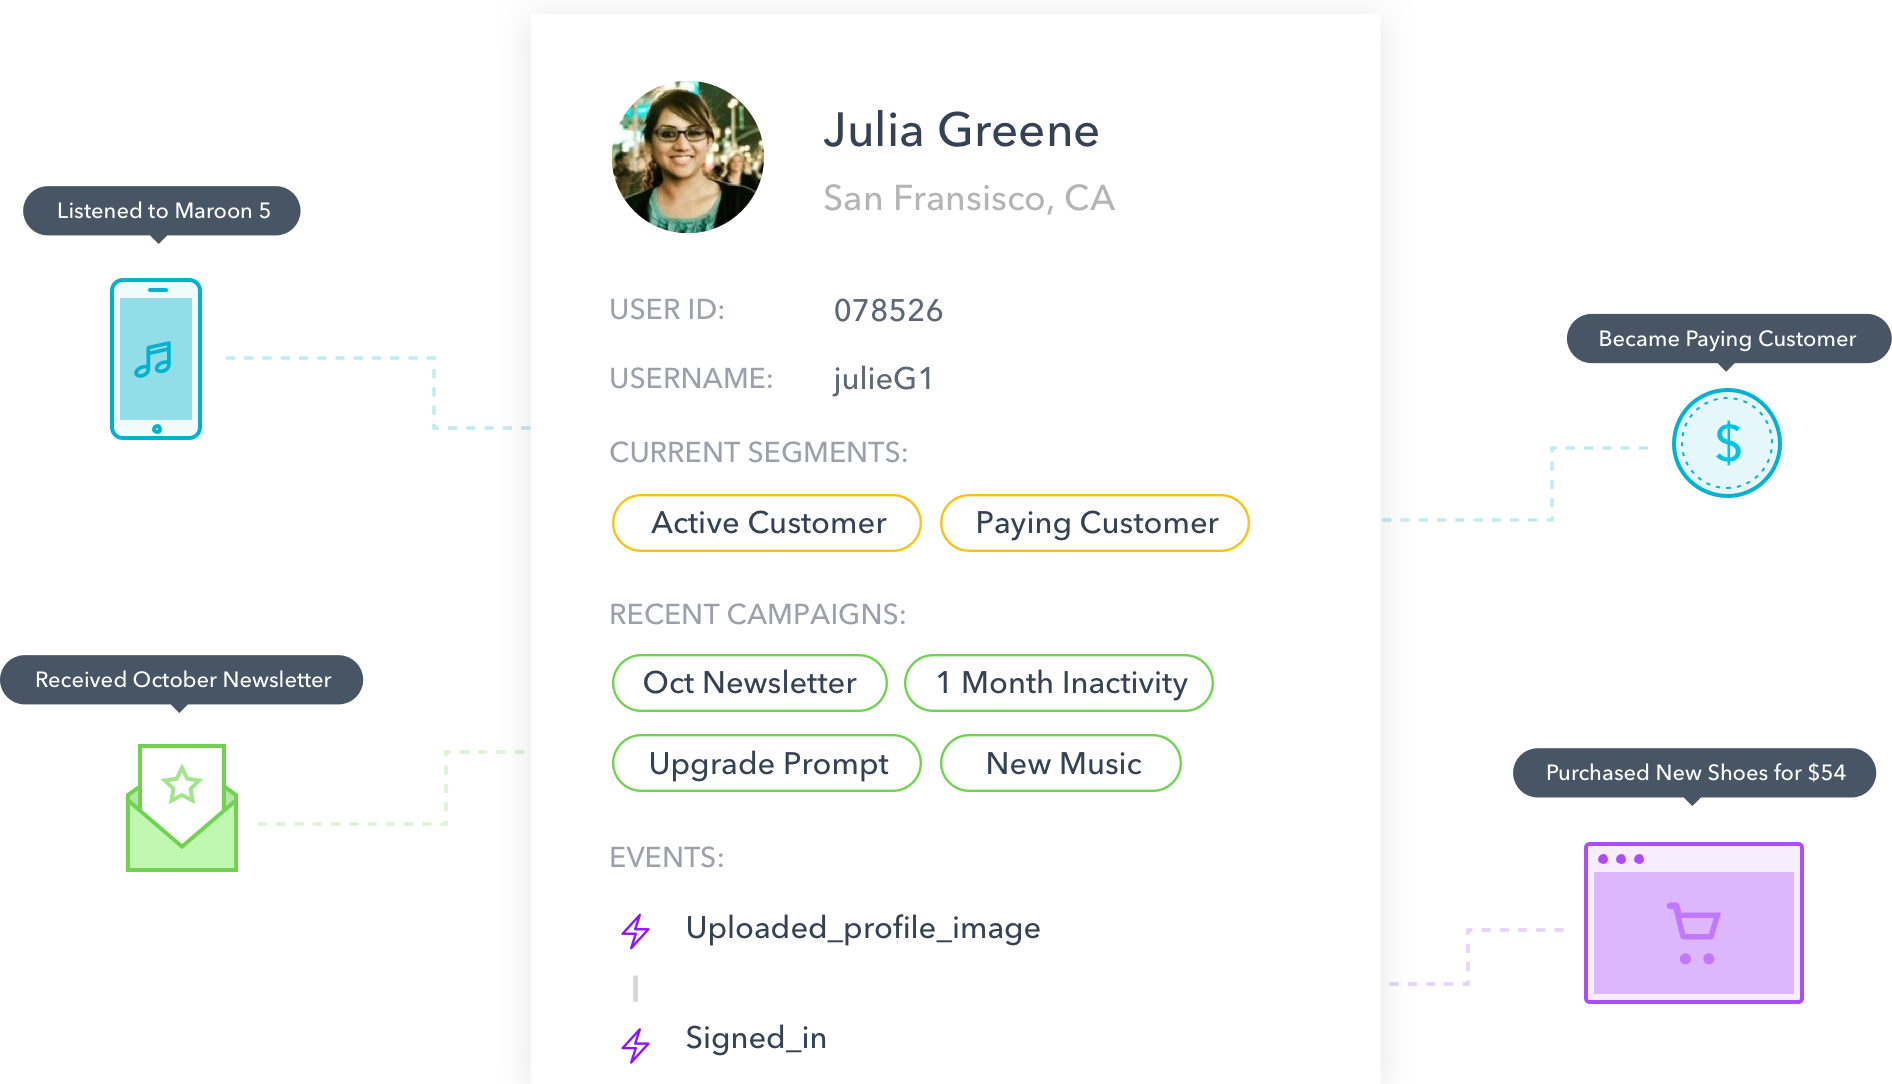 Julia Greene
San Fransisco, CA
Listened to Maroon 5
USER ID: 078526
Became Paying Customer
USERNAME: julieG1
$
CURRENT SEGMENTS:
Active Customer Paying Customer
RECENT CAMPAIGNS:
Received October Newsletter
Oct Newsletter 1 Month Inactivity
Upgrade Prompt New Music
Purchased New Shoes for $54
EVENTS:
Uploaded_profile_image
Signed_in